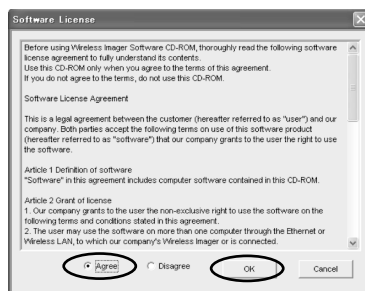 Software License
Before using Wireless Imager Software CD-ROM, thoroughly read the following software
license agreement to fully understand its contents.
Use this CD-ROM only when you agree to the terms of this agreement.
If you do not agree to the terms, do not use this CD-ROM.
Software License Agreement
This is a legal agreement between the customer (hereafter referred to as "user") and our
company. Both parties accept the following terms on use of this software product
(hereafter referred to as "software") that our company grants to the user the right to use
the software.
Article 1 Definition of software
"Software" in this agreement includes computer software contained in this CD-ROM.
Article 2 Grant of license
1. Our company grants to the user the non-exclusive right to use the software on the
following terms and conditions stated in this agreement.
2. The user may use the software on more than one computer through the Ethernet or
Wireless LAN, to which our company's Wireless Imager or is connected.
Agree Disagree OK Cancel